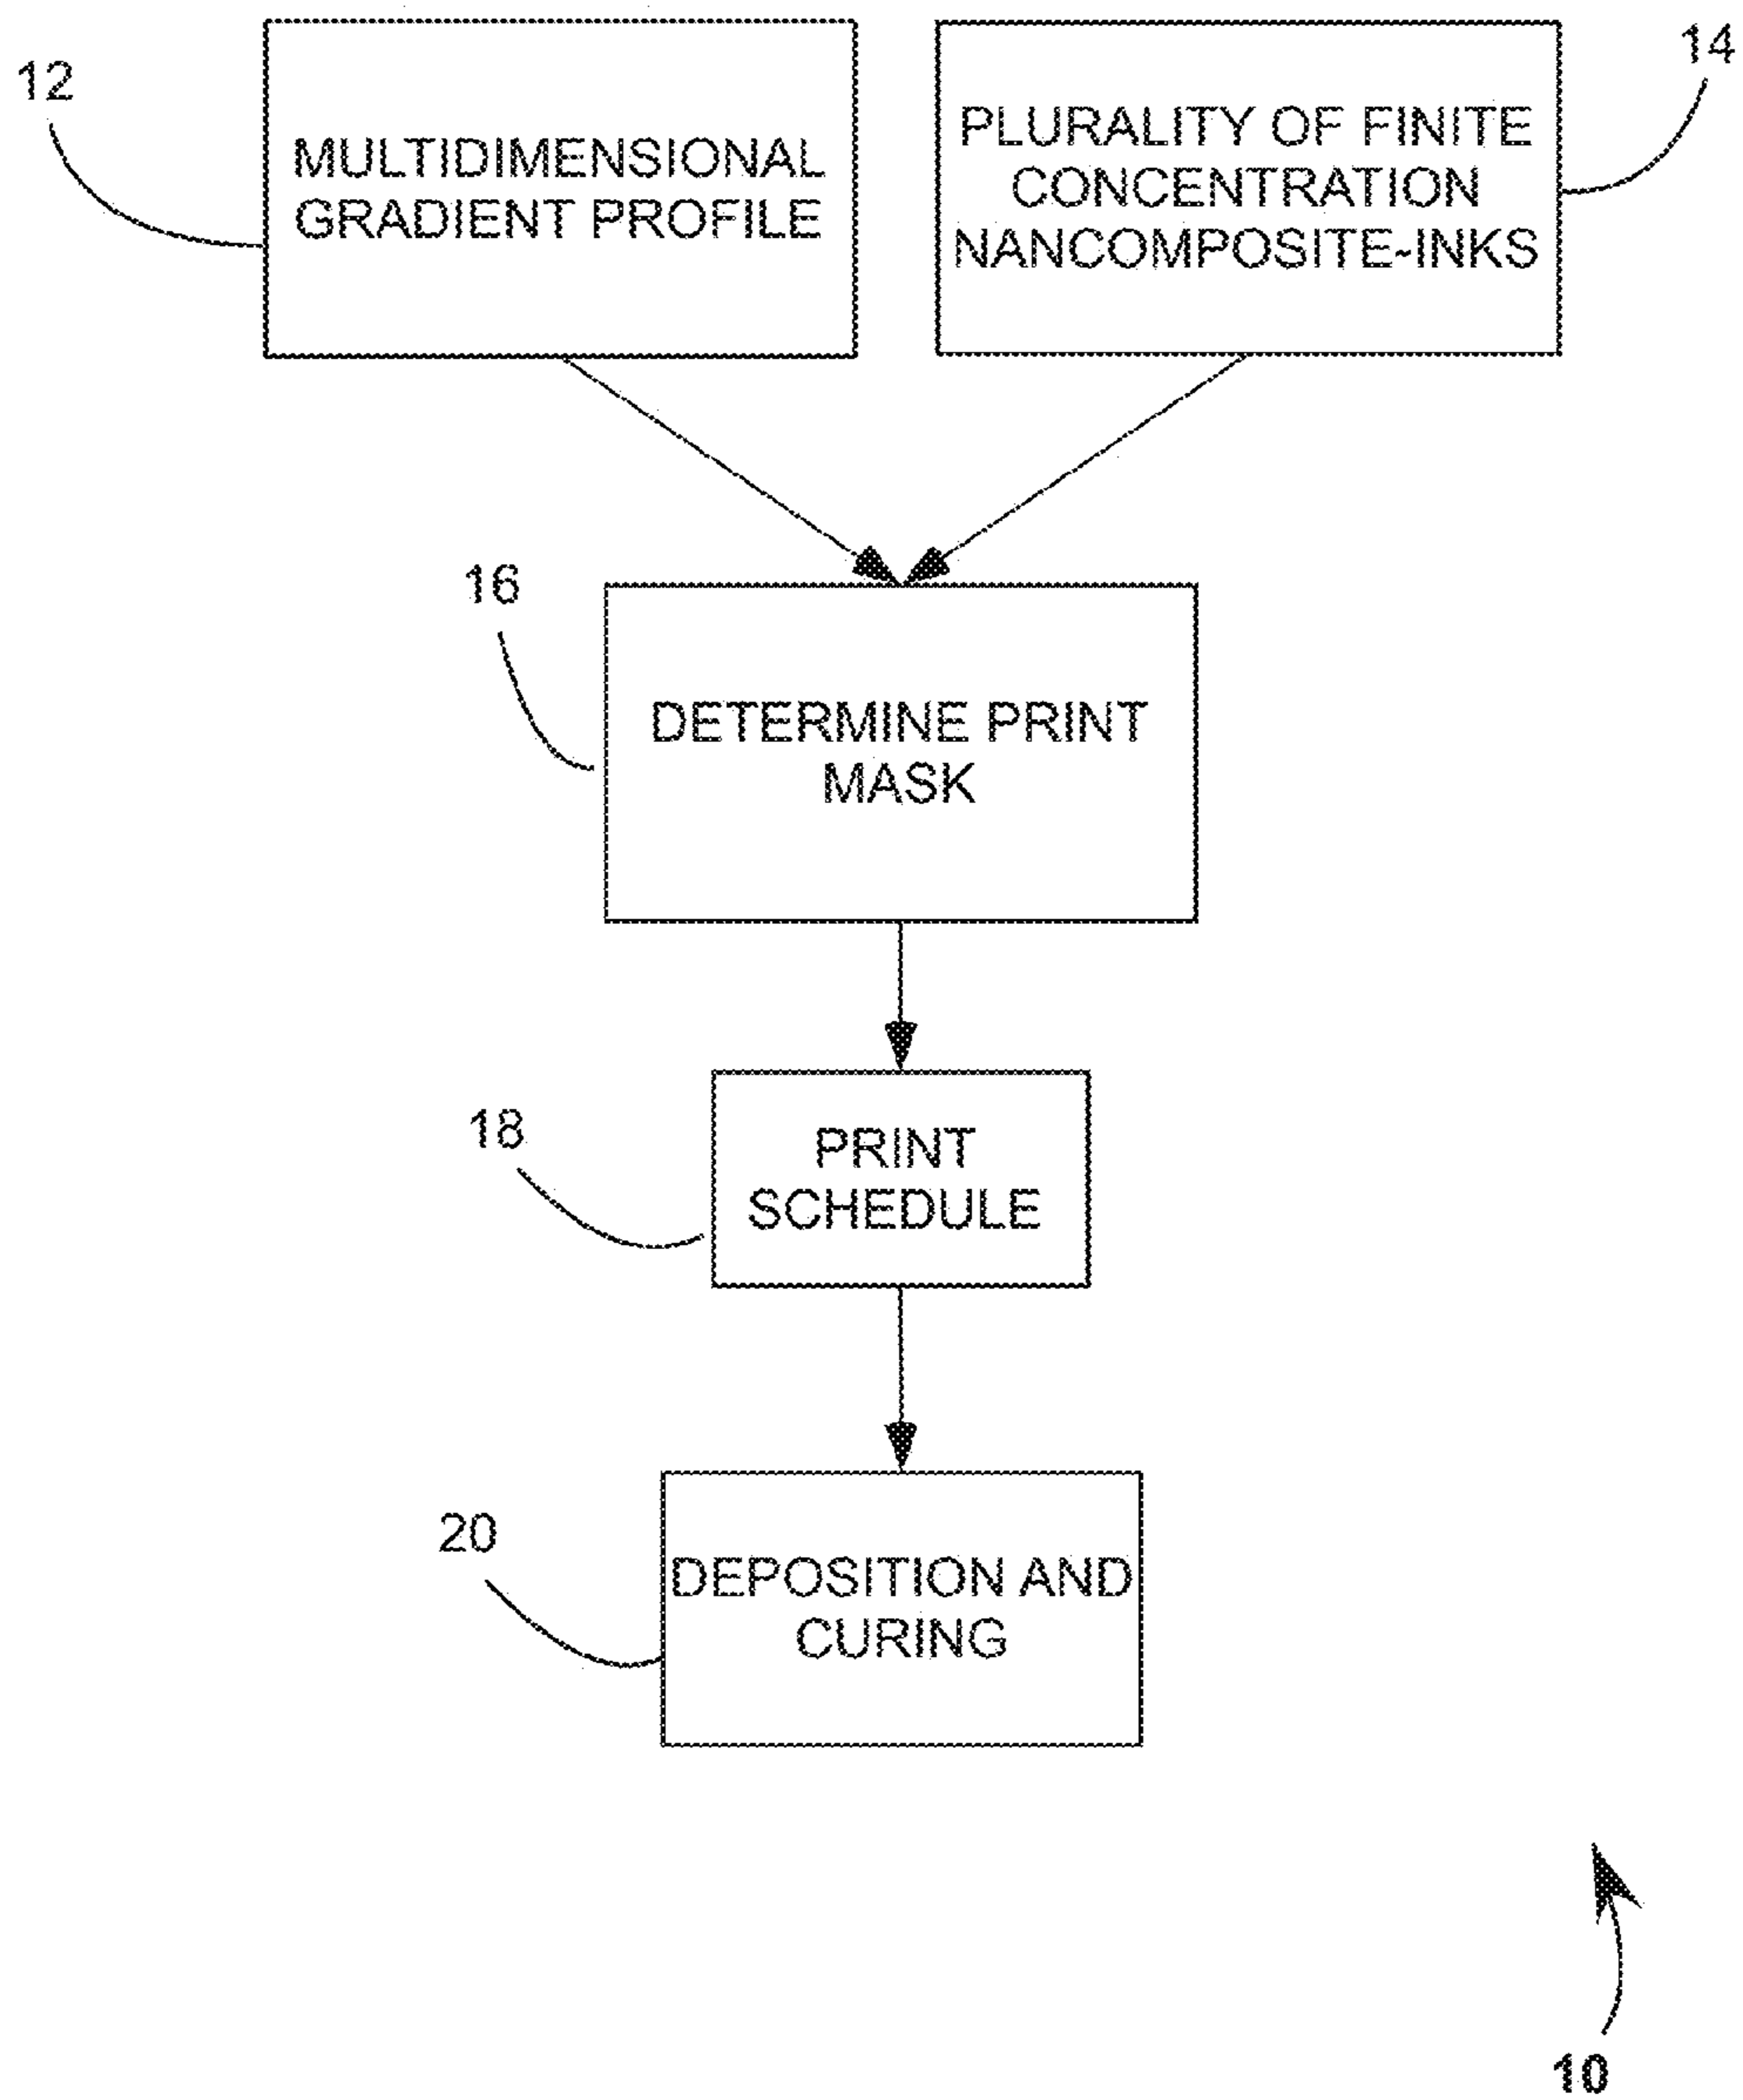 12
MULTIDIMENSIONAL
GRADIENT PROFILE
14
PLURALITY OF FINITE
CONCENTRATION
NANCOMPOSITE-INKS
16
DETERMINE PRINT
MASK
18
PRINT
SCHEDULE
20
DEPOSITION AND
CURING
10